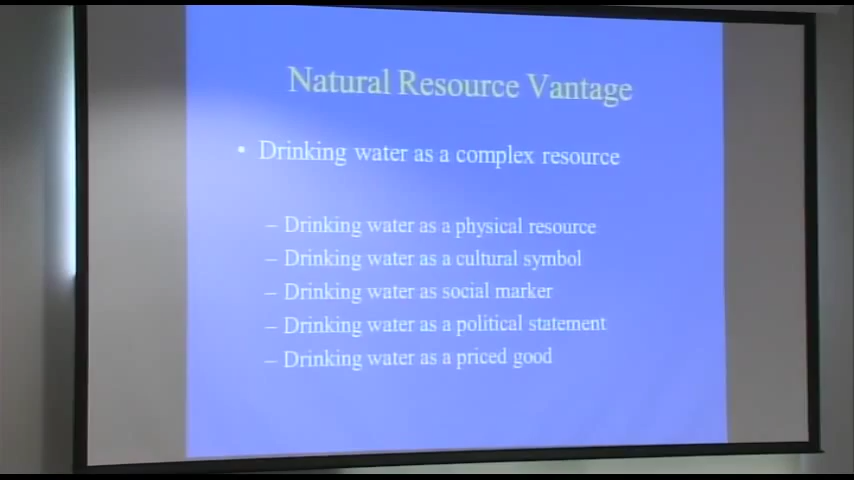 Natural Resource Vantage
• Drinking water as a complex resource
– Drinking water as a physical resource
– Drinking water as a cultural symbol
– Drinking water as social marker
– Drinking water as a political statement
– Drinking water as a priced good